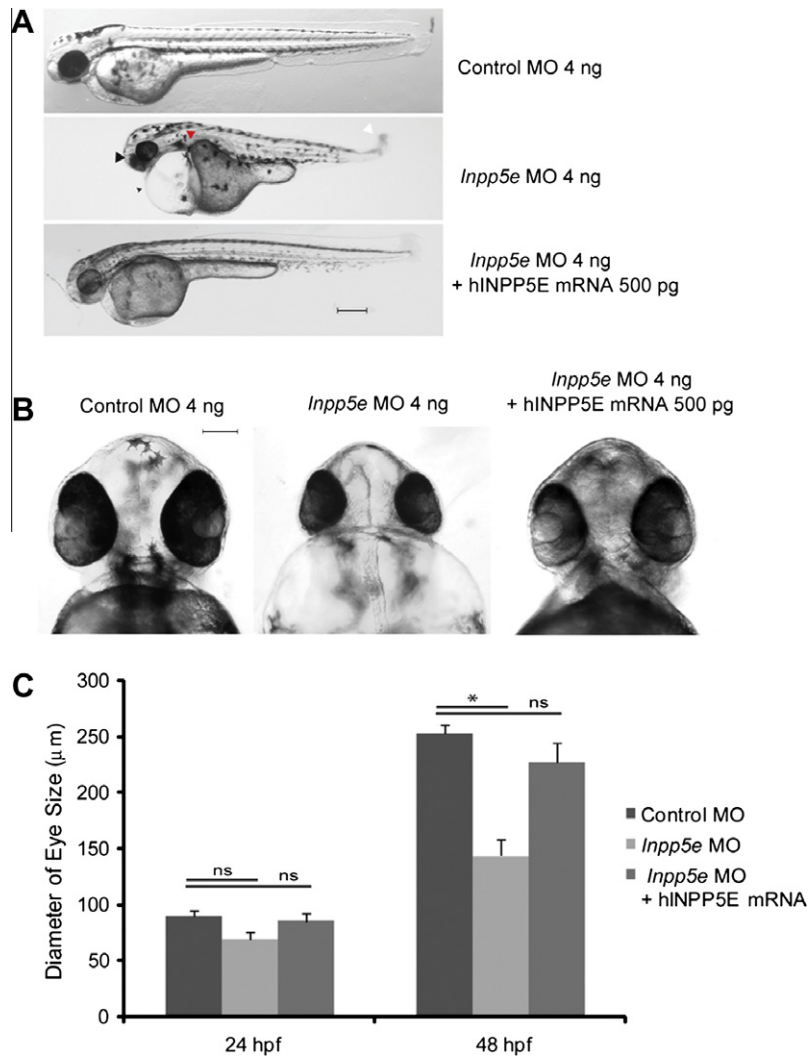 A
Control MO 4 ng
Inpp5e MO 4 ng
Inpp5e MO 4 ng
+ hINPP5E mRNA 500 pg
B
Control MO 4 ng
Inpp5e MO 4 ng
Inpp5e MO 4 ng
+ hINPP5E mRNA 500 pg
C
Diameter of Eye Size (μm)
300
250
200
150
100
50
0
ns
ns
*
ns
24 hpf
48 hpf
Control MO
Inpp5e MO
Inpp5e MO
+ hINPP5E mRNA